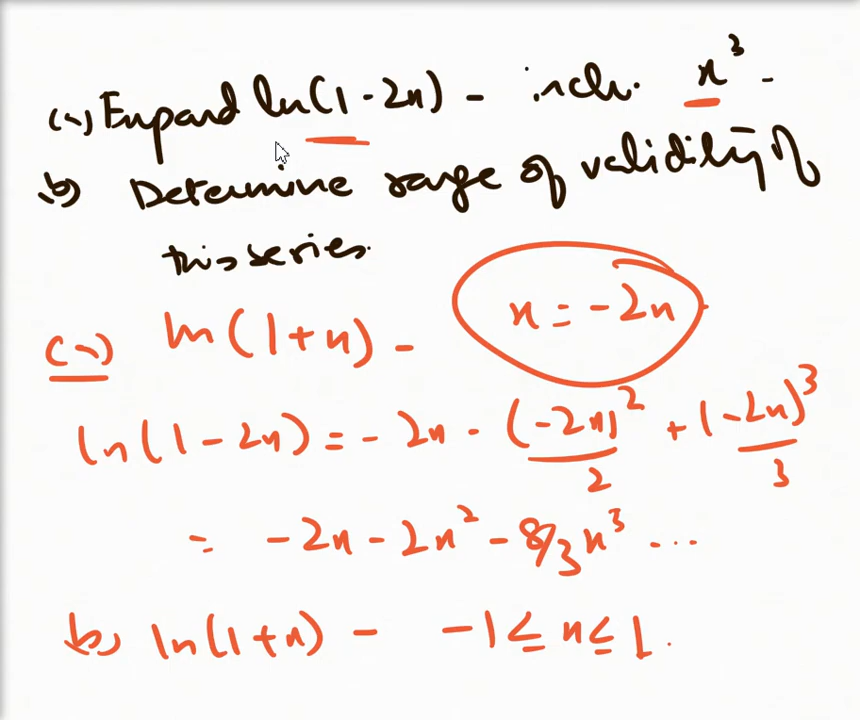 (a) Expand ln(1-2x) - inclu. x³ -
b) Determine range of validity of
this series.
(a) ln(1+x) - x = -2x
ln(1-2x) = -2x - (-2x)²/2 + (-2x)³/3
= -2x - 2x² - 8/3x³ ...
b) ln(1+x) - -1 ≤ x ≤ 1.